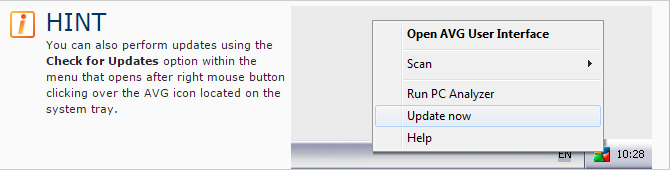 HINT
You can also perform updates using the
Check for Updates option within the
menu that opens after right mouse button
clicking over the AVG icon located on the
system tray.
Open AVG User Interface
Scan
Run PC Analyzer
Update now
Help
EN
10:28